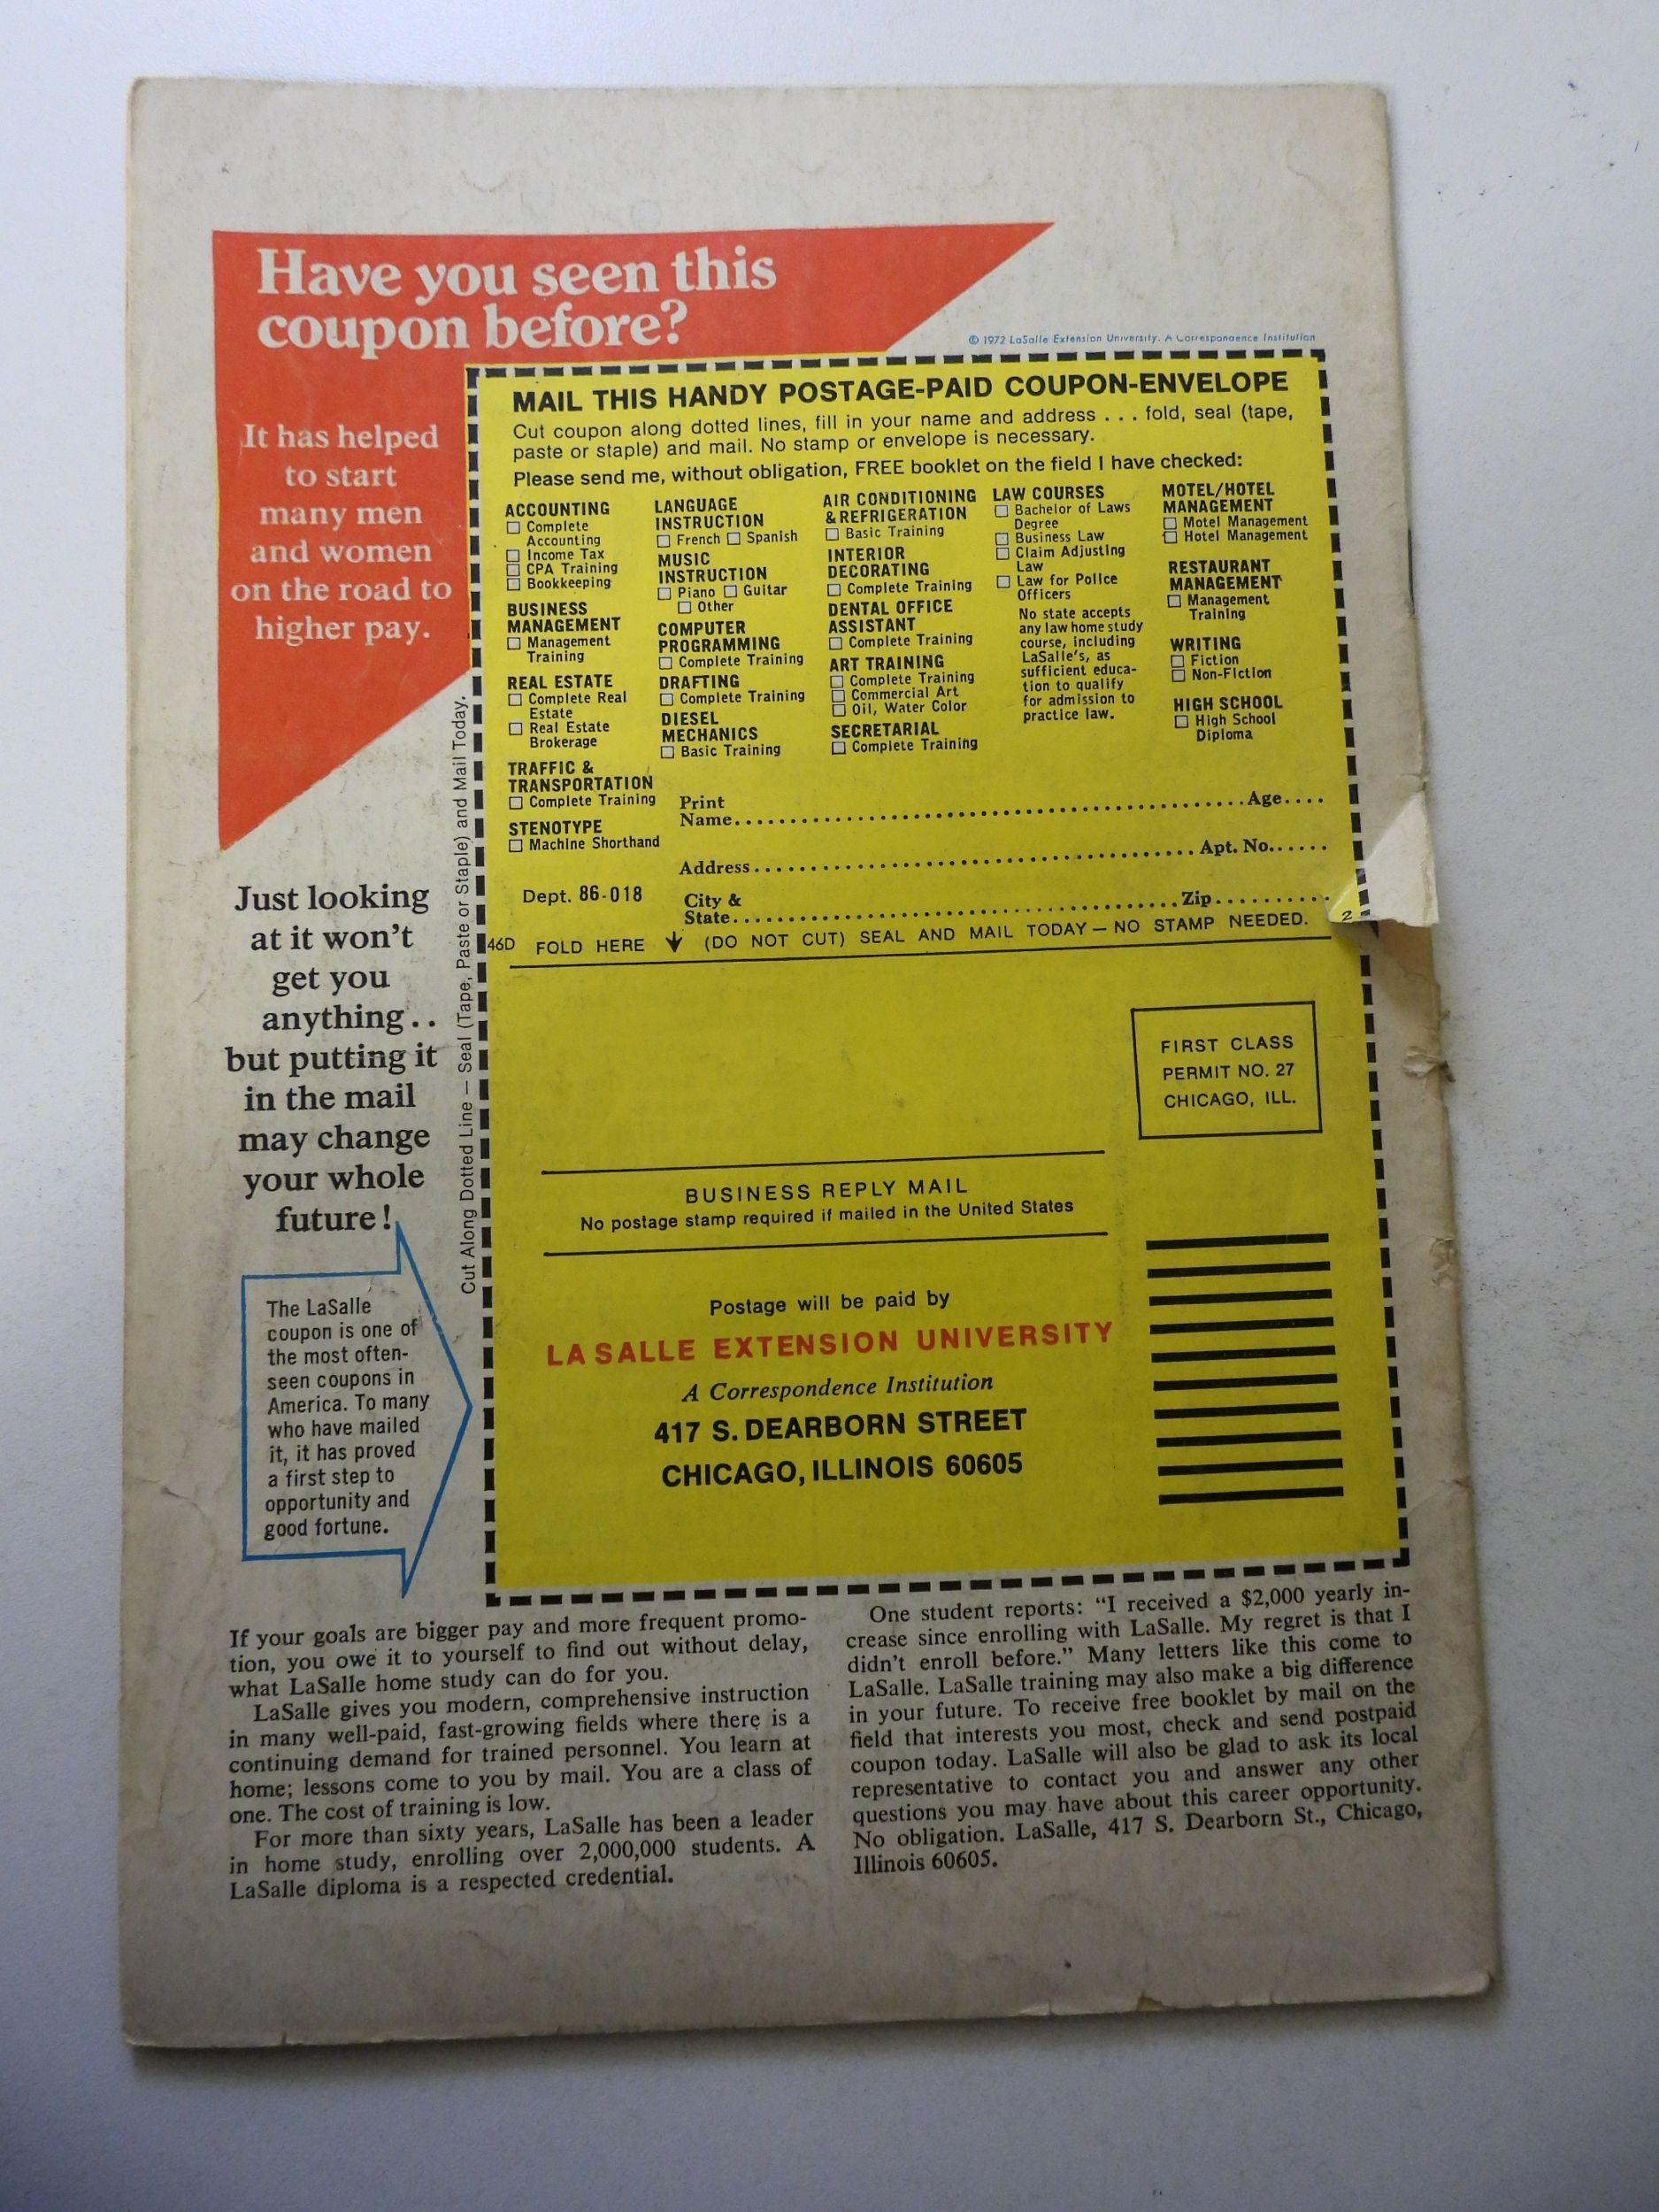 Have you seen this
coupon before?
© 1972 LaSalle Extension University. A Correspondence Institution
It has helped
to start
many men
and women
on the road to
higher pay.
Just looking
at it won't
get you
anything..
but putting it
in the mail
may change
your whole
future!
The LaSalle
coupon is one of
the most often-
seen coupons in
America. To many
who have mailed
it, it has proved
a first step to
opportunity and
good fortune.
Cut Along Dotted Line — Seal (Tape, Paste or Staple) and Mail Today.
MAIL THIS HANDY POSTAGE-PAID COUPON-ENVELOPE
Cut coupon along dotted lines, fill in your name and address . . . fold, seal (tape,
paste or staple) and mail. No stamp or envelope is necessary.
Please send me, without obligation, FREE booklet on the field I have checked:
ACCOUNTING
☐ Complete
Accounting
☐ Income Tax
☐ CPA Training
☐ Bookkeeping
BUSINESS
MANAGEMENT
☐ Management
Training
REAL ESTATE
☐ Complete Real
Estate
☐ Real Estate
Brokerage
TRAFFIC &
TRANSPORTATION
☐ Complete Training
STENOTYPE
☐ Machine Shorthand
LANGUAGE
INSTRUCTION
☐ French ☐ Spanish
MUSIC
INSTRUCTION
☐ Piano ☐ Guitar
☐ Other
COMPUTER
PROGRAMMING
☐ Complete Training
DRAFTING
☐ Complete Training
DIESEL
MECHANICS
☐ Basic Training
AIR CONDITIONING
& REFRIGERATION
☐ Basic Training
INTERIOR
DECORATING
☐ Complete Training
DENTAL OFFICE
ASSISTANT
☐ Complete Training
ART TRAINING
☐ Complete Training
☐ Commercial Art
☐ Oil, Water Color
SECRETARIAL
☐ Complete Training
LAW COURSES
☐ Bachelor of Laws
Degree
☐ Business Law
☐ Claim Adjusting
Law
☐ Law for Police
Officers
No state accepts
any law home study
course, including
LaSalle's, as
sufficient educa-
tion to qualify
for admission to
practice law.
MOTEL/HOTEL
MANAGEMENT
☐ Motel Management
☐ Hotel Management
RESTAURANT
MANAGEMENT
☐ Management
Training
WRITING
☐ Fiction
☐ Non-Fiction
HIGH SCHOOL
☐ High School
Diploma
Print
Name.......... Age....
Address.......... Apt. No......
Dept. 86-018
City &
State.......... Zip..........
2
46D FOLD HERE ↓ (DO NOT CUT) SEAL AND MAIL TODAY — NO STAMP NEEDED.
FIRST CLASS
PERMIT NO. 27
CHICAGO, ILL.
BUSINESS REPLY MAIL
No postage stamp required if mailed in the United States
Postage will be paid by
LA SALLE EXTENSION UNIVERSITY
A Correspondence Institution
417 S. DEARBORN STREET
CHICAGO, ILLINOIS 60605
If your goals are bigger pay and more frequent promo-
tion, you owe it to yourself to find out without delay,
what LaSalle home study can do for you.
LaSalle gives you modern, comprehensive instruction
in many well-paid, fast-growing fields where there is a
continuing demand for trained personnel. You learn at
home; lessons come to you by mail. You are a class of
one. The cost of training is low.
For more than sixty years, LaSalle has been a leader
in home study, enrolling over 2,000,000 students. A
LaSalle diploma is a respected credential.
One student reports: "I received a $2,000 yearly in-
crease since enrolling with LaSalle. My regret is that I
didn't enroll before." Many letters like this come to
LaSalle. LaSalle training may also make a big difference
in your future. To receive free booklet by mail on the
field that interests you most, check and send postpaid
coupon today. LaSalle will also be glad to ask its local
representative to contact you and answer any other
questions you may have about this career opportunity.
No obligation. LaSalle, 417 S. Dearborn St., Chicago,
Illinois 60605.